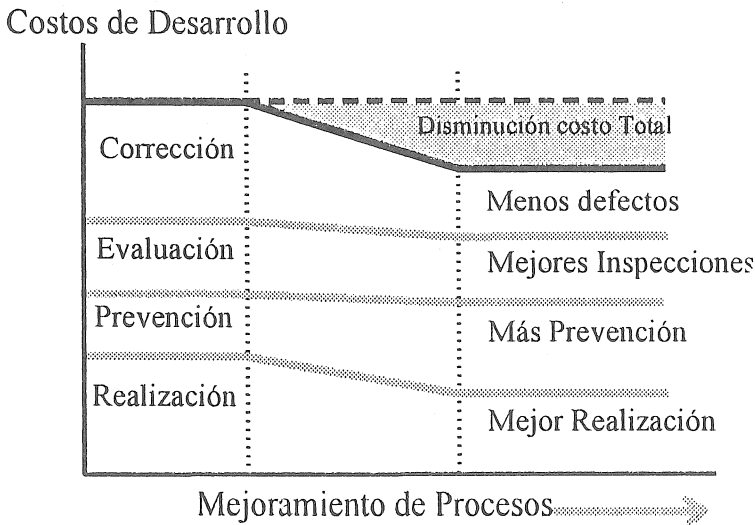 Costos de Desarrollo
Disminución costo Total
Corrección
Menos defectos
Evaluación
Mejores Inspecciones
Prevención
Más Prevención
Realización
Mejor Realización
Mejoramiento de Procesos